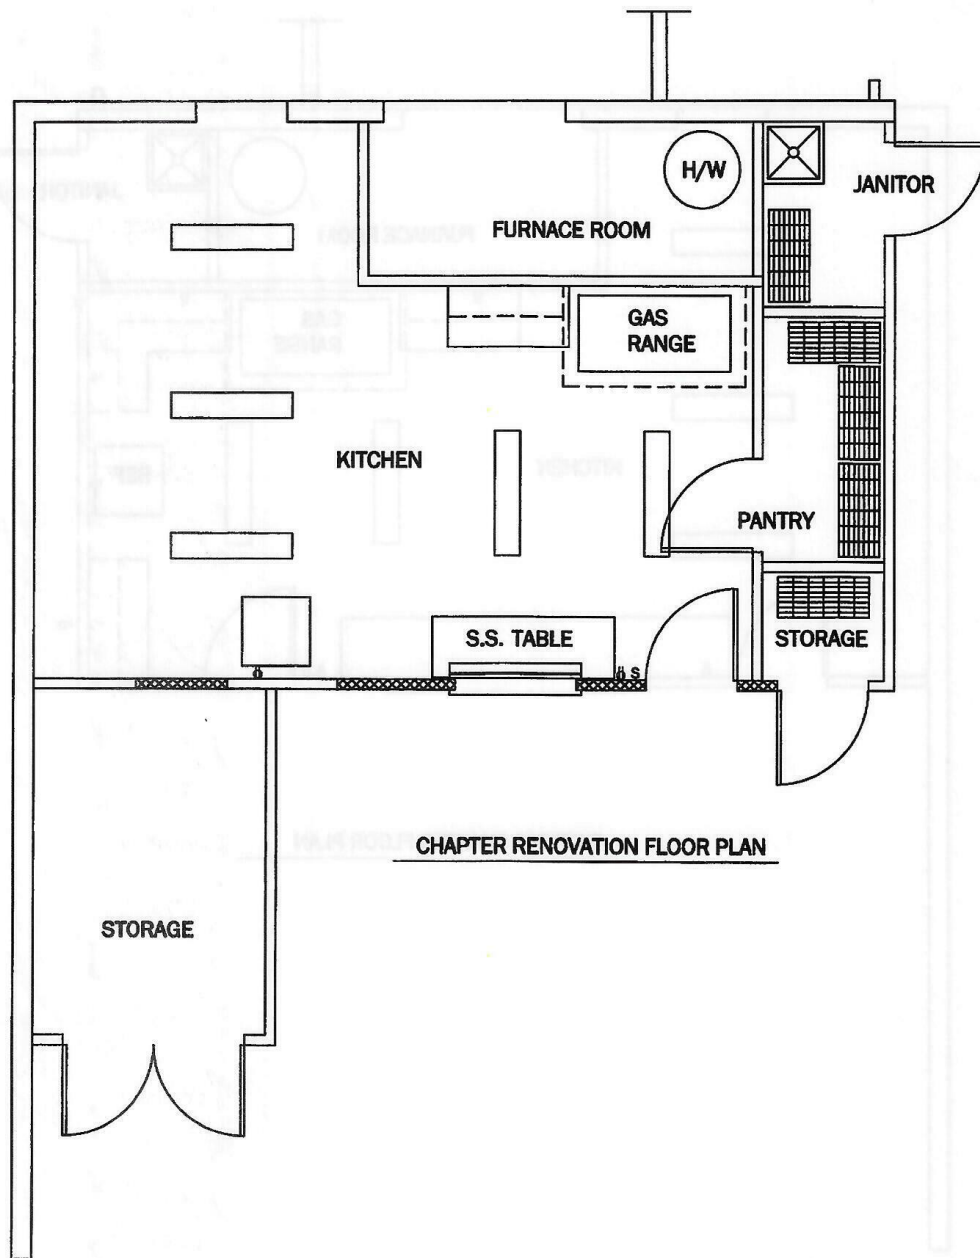 H/W
JANITOR
FURNACE ROOM
GAS
RANGE
KITCHEN
PANTRY
S.S. TABLE
S
STORAGE
CHAPTER RENOVATION FLOOR PLAN
STORAGE